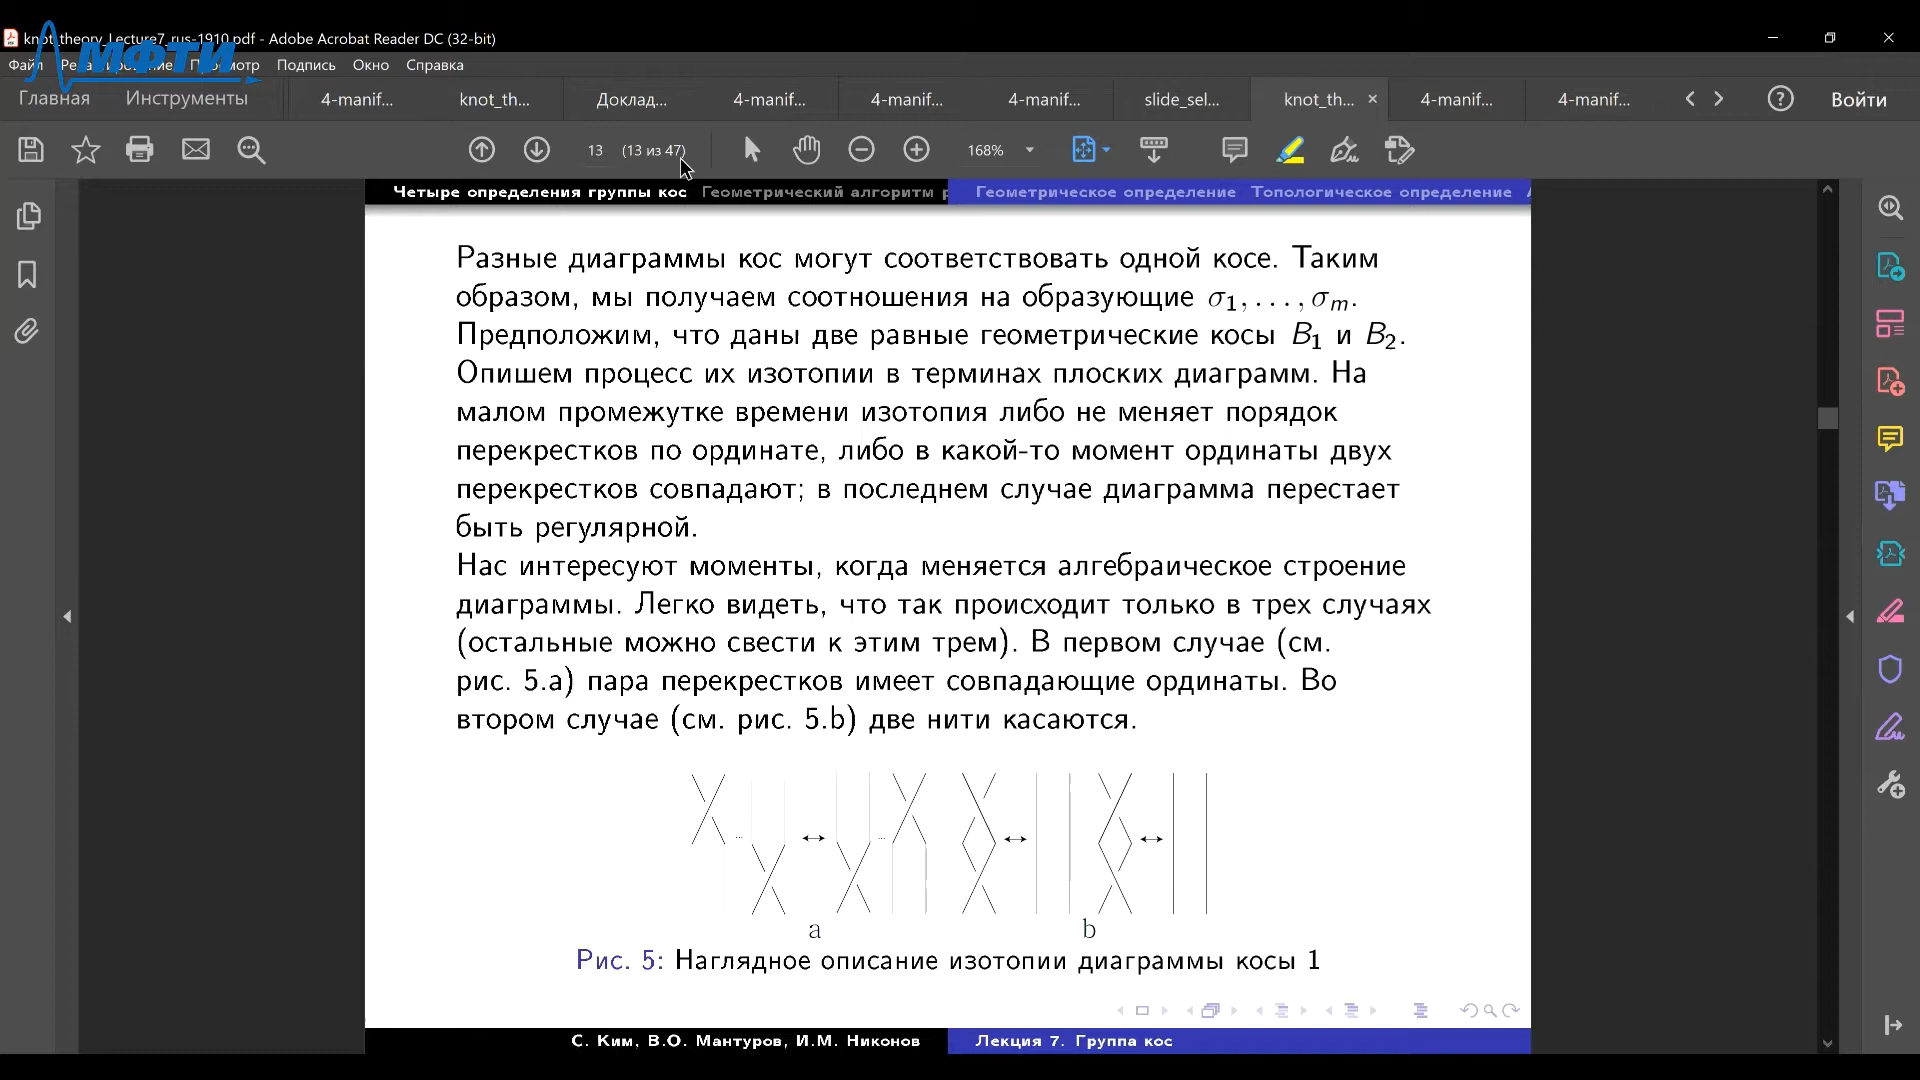 knot_theory_Lecture7_rus-1910.pdf - Adobe Acrobat Reader DC (32-bit)
МФТИ
Файл Редактирование Просмотр Подпись Окно Справка
Главная Инструменты 4-manif... knot_th... Доклад... 4-manif... 4-manif... 4-manif... slide_sel... knot_th... × 4-manif... 4-manif... Войти
13 (13 из 47) 168%
Четыре определения группы кос Геометрический алгоритм р Геометрическое определение Топологическое определение
Разные диаграммы кос могут соответствовать одной косе. Таким
образом, мы получаем соотношения на образующие σ₁, . . . , σₘ.
Предположим, что даны две равные геометрические косы B₁ и B₂.
Опишем процесс их изотопии в терминах плоских диаграмм. На
малом промежутке времени изотопия либо не меняет порядок
перекрестков по ординате, либо в какой-то момент ординаты двух
перекрестков совпадают; в последнем случае диаграмма перестает
быть регулярной.
Нас интересуют моменты, когда меняется алгебраическое строение
диаграммы. Легко видеть, что так происходит только в трех случаях
(остальные можно свести к этим трем). В первом случае (см.
рис. 5.a) пара перекрестков имеет совпадающие ординаты. Во
втором случае (см. рис. 5.b) две нити касаются.
... ↔ ... ↔ ↔
a b
Рис. 5: Наглядное описание изотопии диаграммы косы 1
С. Ким, В.О. Мантуров, И.М. Никонов Лекция 7. Группа кос